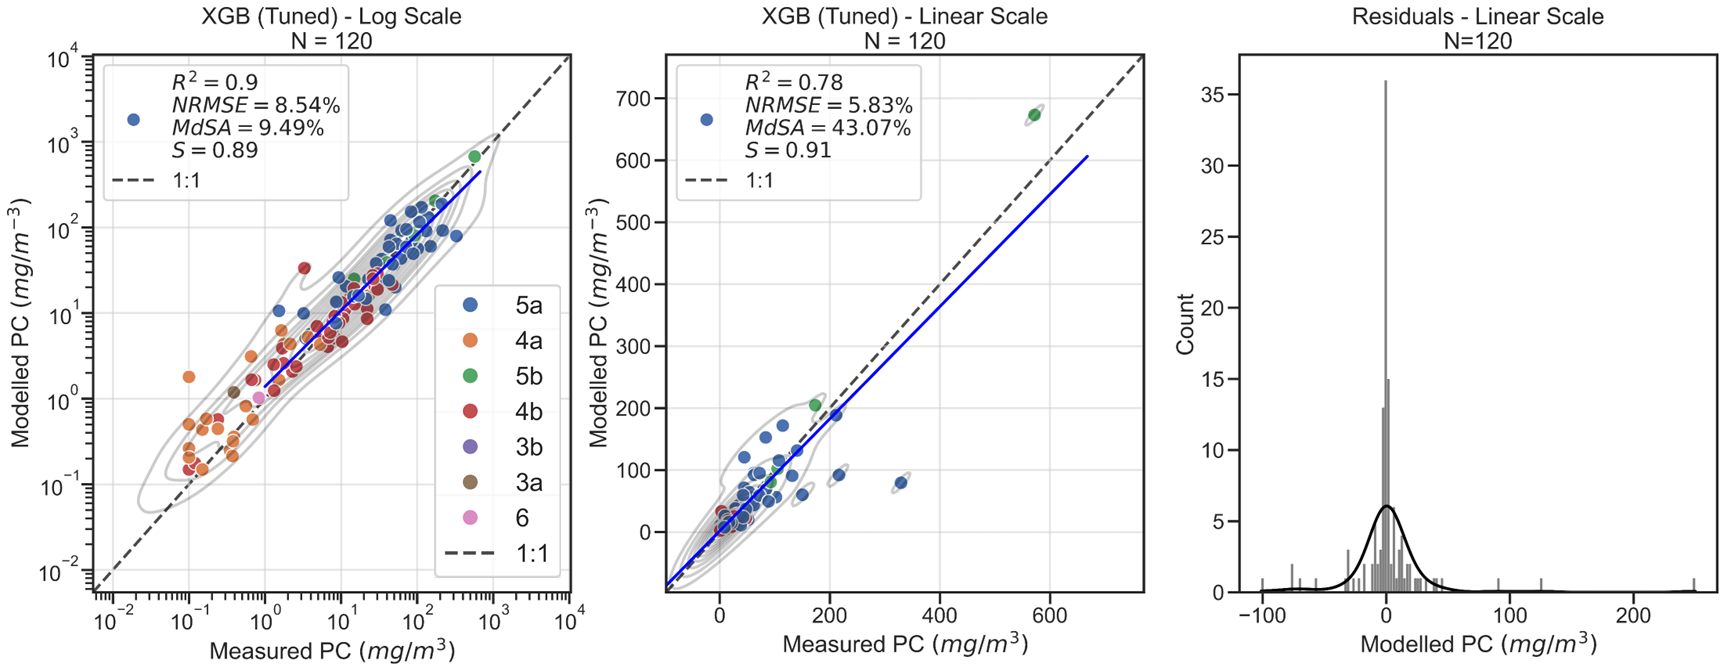 XGB (Tuned) - Log Scale
N = 120
R² = 0.9
NRMSE = 8.54%
MdSA = 9.49%
S = 0.89
1:1
10⁴
10³
10²
10¹
10⁰
10⁻¹
10⁻²
Modelled PC (mg/m⁻³)
5a
4a
5b
4b
3b
3a
6
1:1
10⁻² 10⁻¹ 10⁰ 10¹ 10² 10³ 10⁴
Measured PC (mg/m³)
XGB (Tuned) - Linear Scale
N = 120
R² = 0.78
NRMSE = 5.83%
MdSA = 43.07%
S = 0.91
1:1
700
600
500
400
300
200
100
0
Modelled PC (mg/m⁻³)
0 200 400 600
Measured PC (mg/m³)
Residuals - Linear Scale
N=120
35
30
25
20
15
10
5
0
Count
−100 0 100 200
Modelled PC (mg/m³)